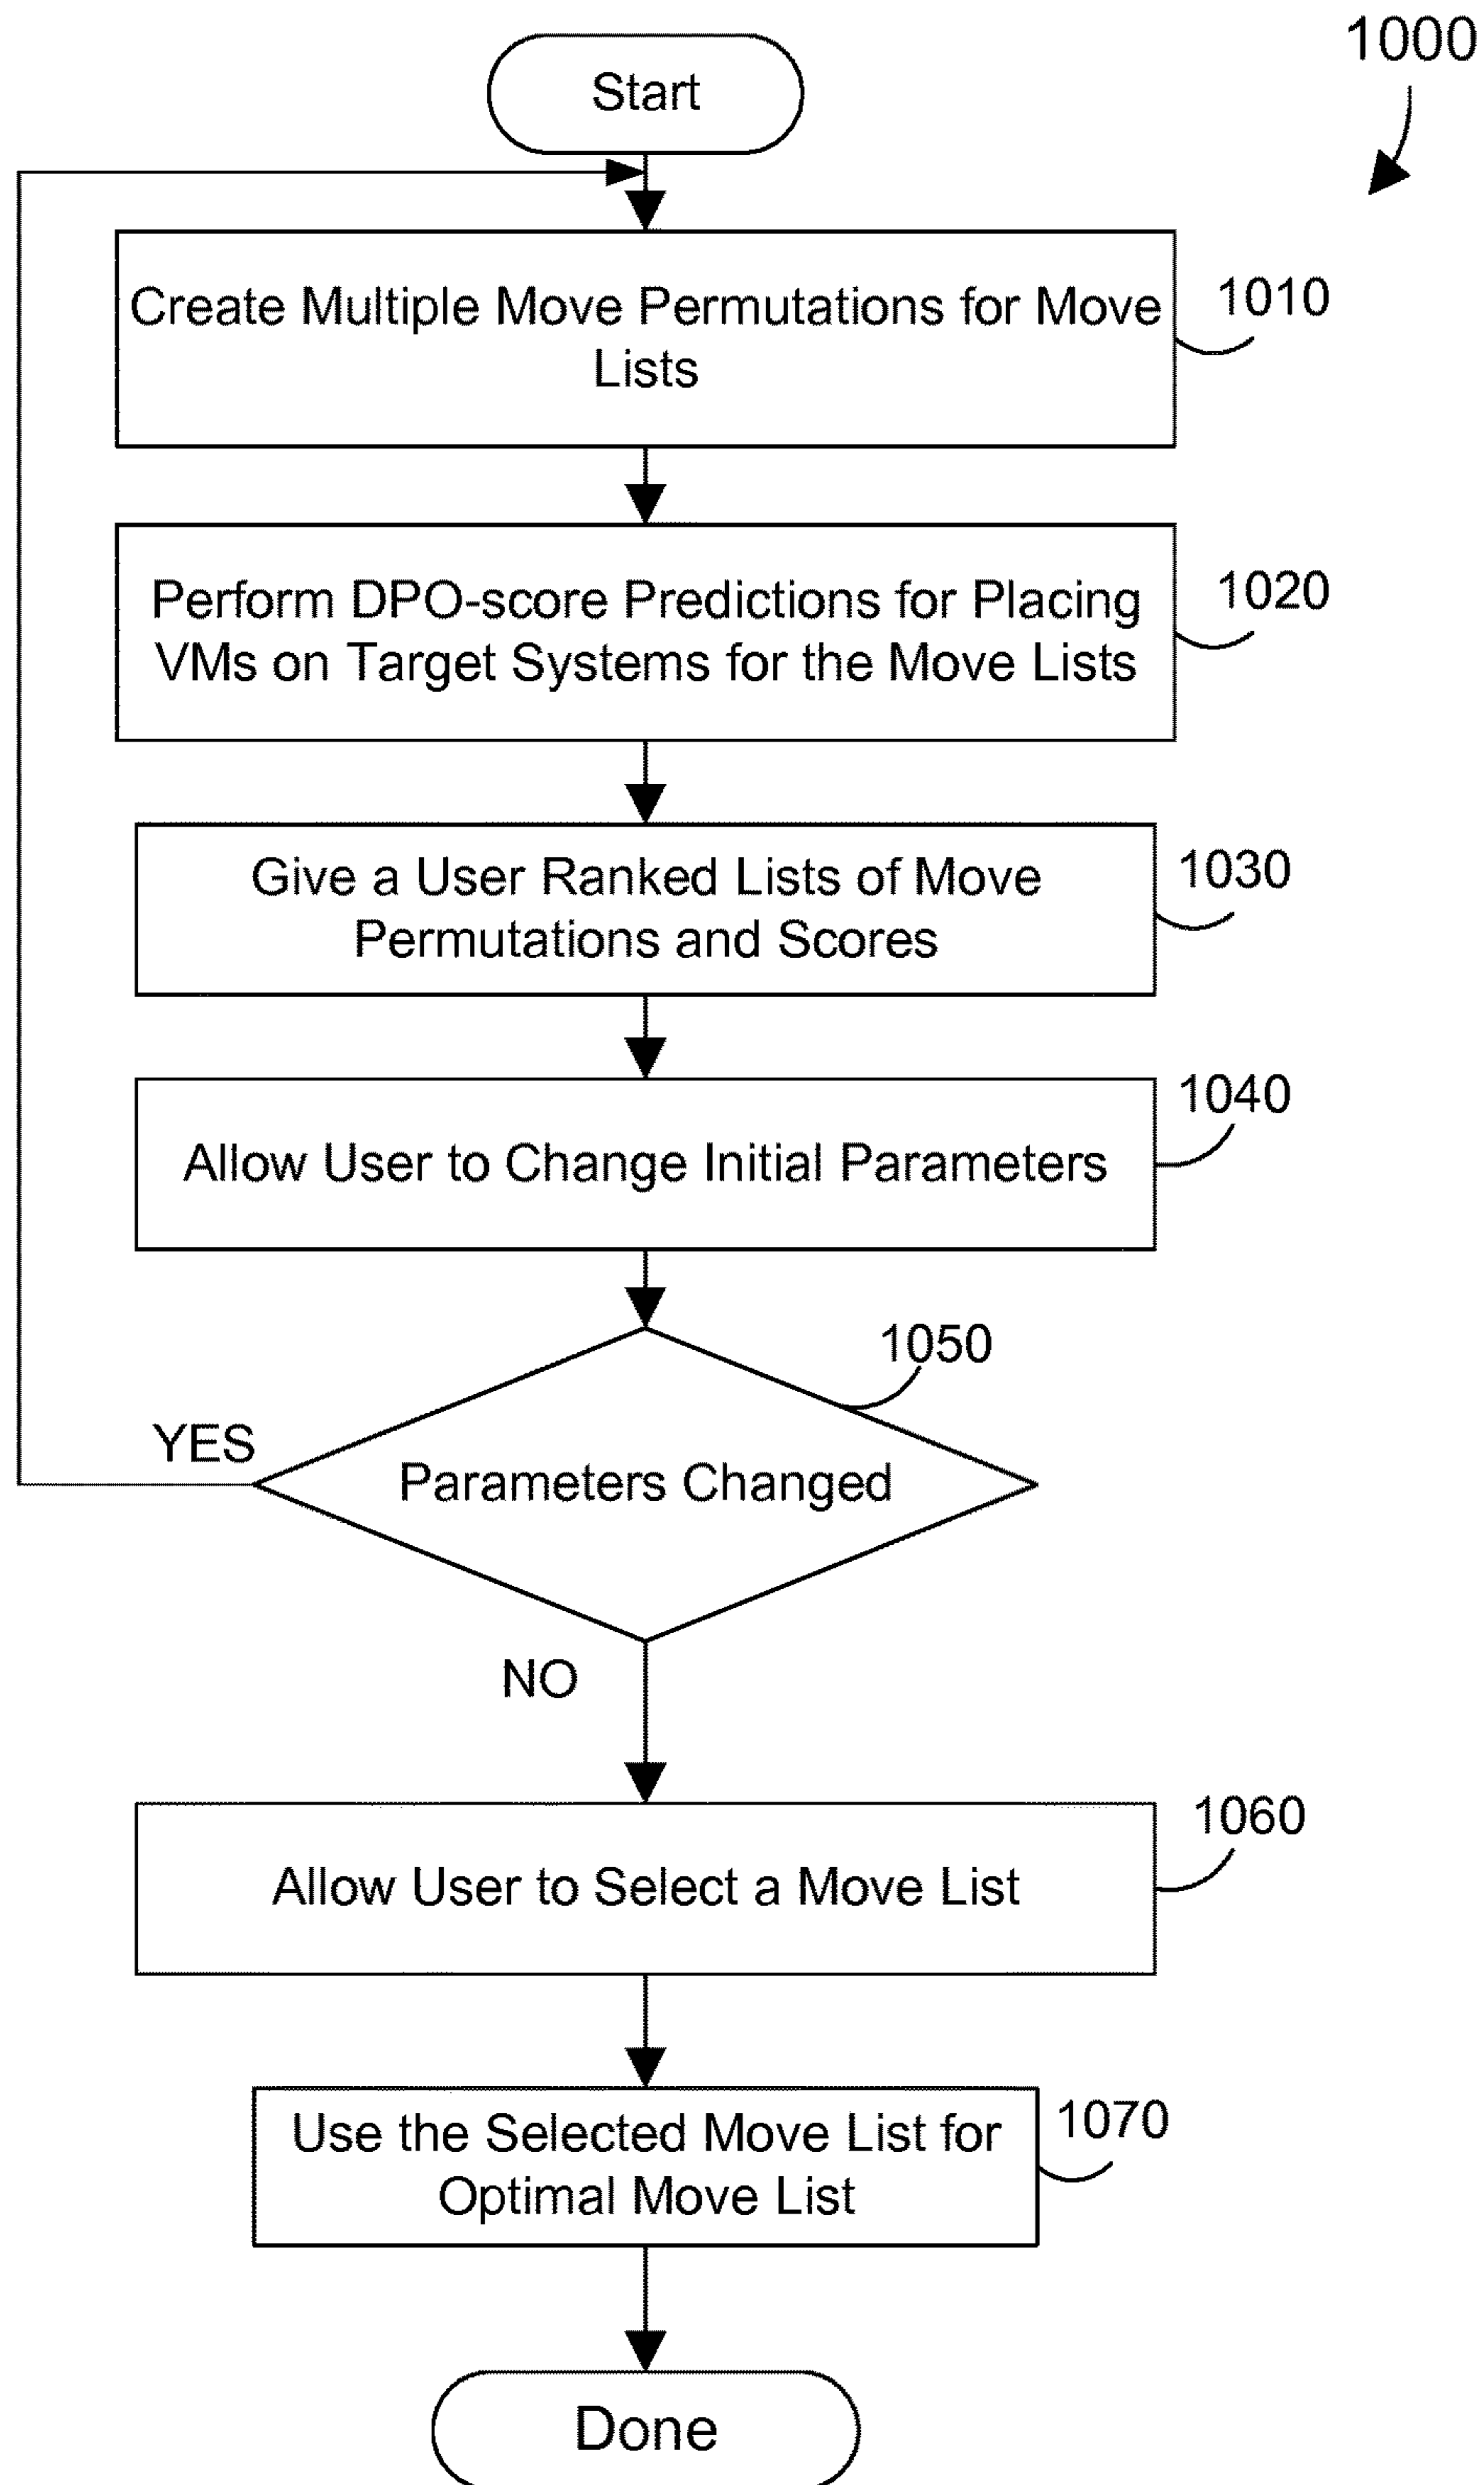 1000
Start
Create Multiple Move Permutations for Move
Lists
1010
Perform DPO-score Predictions for Placing
VMs on Target Systems for the Move Lists
1020
Give a User Ranked Lists of Move
Permutations and Scores
1030
Allow User to Change Initial Parameters
1040
1050
Parameters Changed
YES
NO
Allow User to Select a Move List
1060
Use the Selected Move List for
Optimal Move List
1070
Done